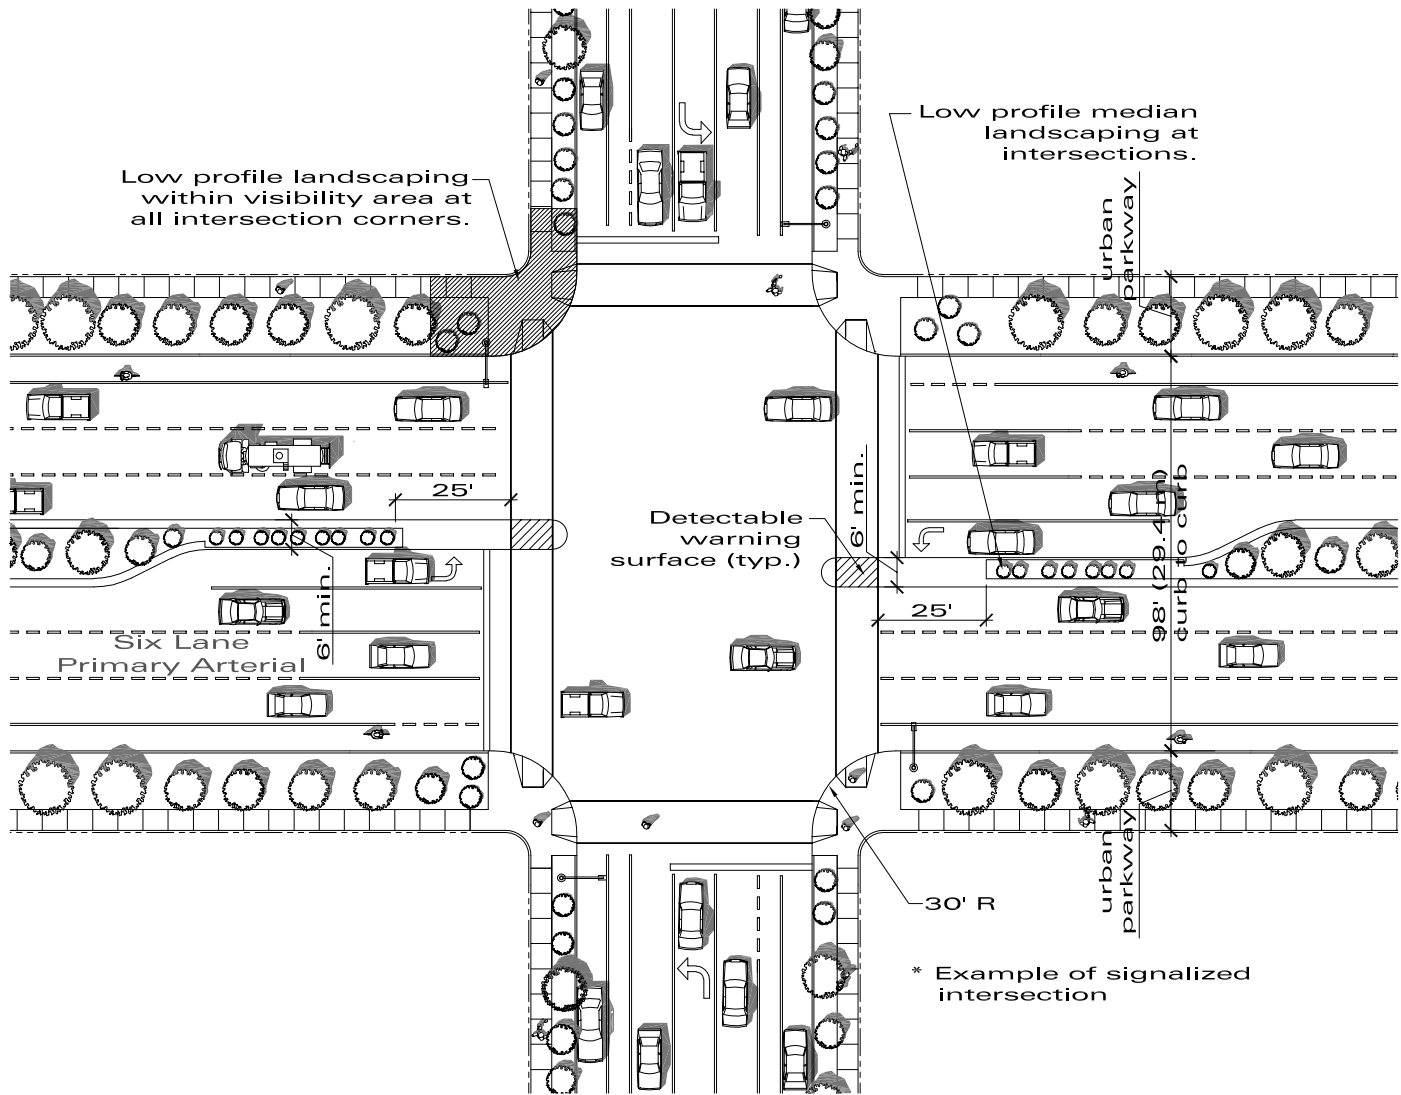 Low profile median
landscaping at
intersections.
Low profile landscaping
within visibility area at
all intersection corners.
urban
parkway
25'
6' min.
Detectable
warning
surface (typ.)
98' (29.4 m)
curb to curb
6' min.
25'
Six Lane
Primary Arterial
urban
parkway
30' R
* Example of signalized
intersection